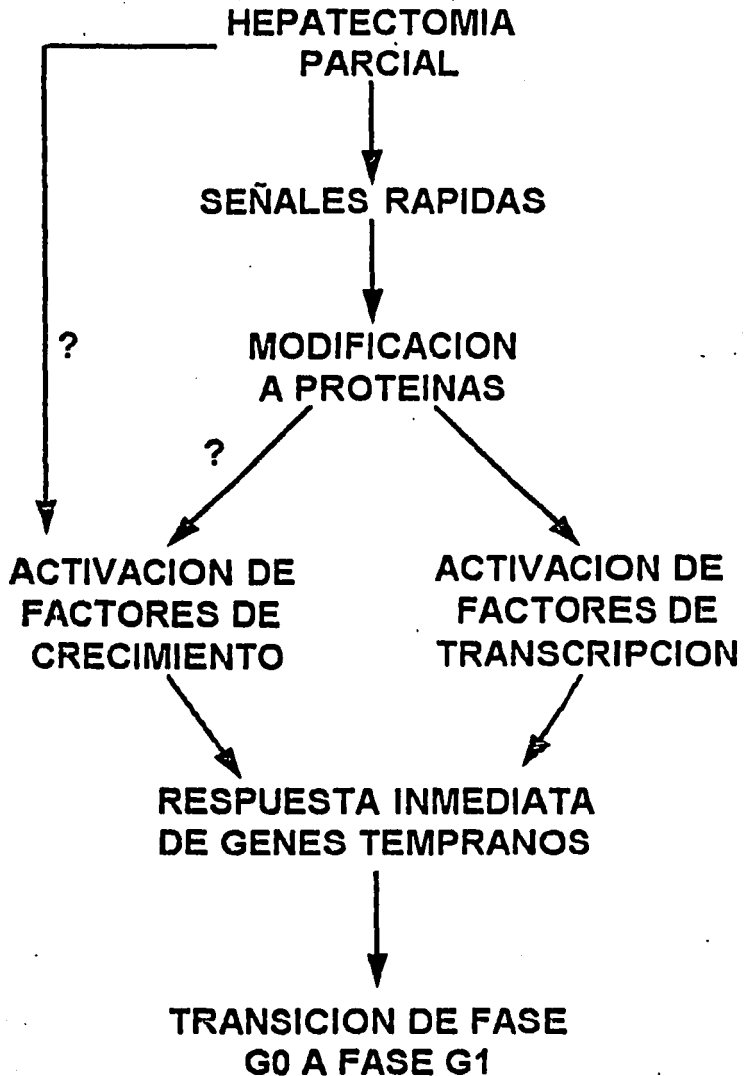 HEPATECTOMIA
PARCIAL
SEÑALES RAPIDAS
?
MODIFICACION
A PROTEINAS
?
ACTIVACION DE
FACTORES DE
CRECIMIENTO
ACTIVACION DE
FACTORES DE
TRANSCRIPCION
RESPUESTA INMEDIATA
DE GENES TEMPRANOS
TRANSICION DE FASE
G0 A FASE G1